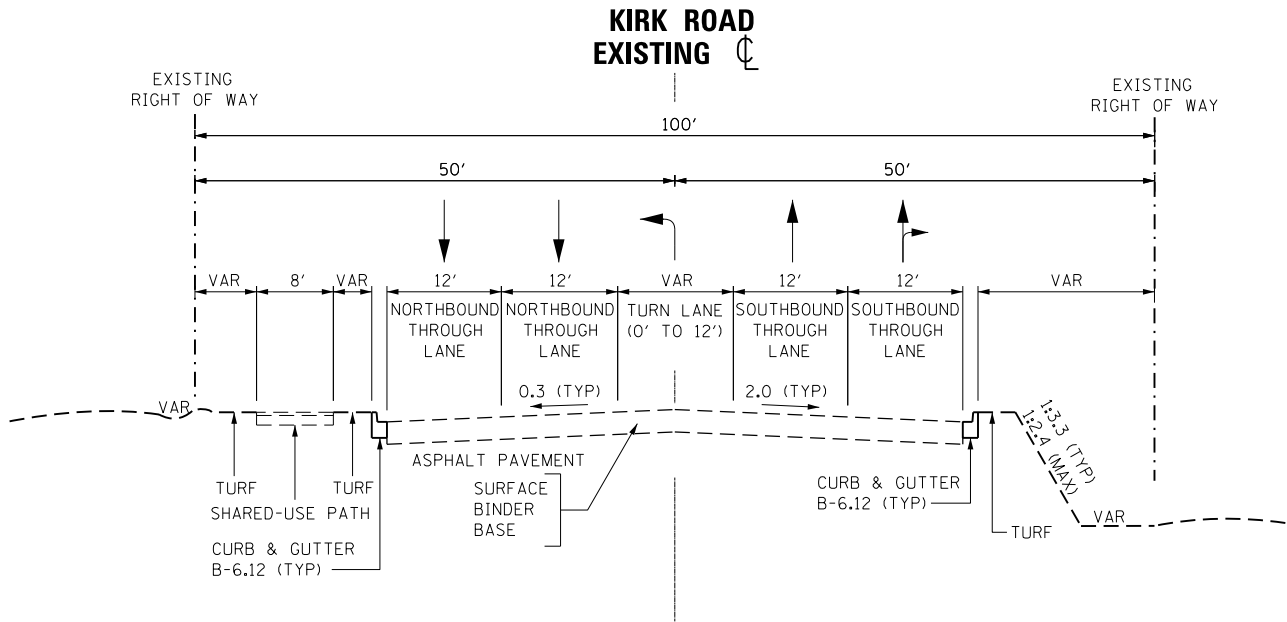 KIRK ROAD
EXISTING ℄
EXISTING
RIGHT OF WAY
EXISTING
RIGHT OF WAY
100'
50'
50'
VAR
8'
VAR
12'
12'
VAR
12'
12'
VAR
NORTHBOUND
THROUGH
LANE
NORTHBOUND
THROUGH
LANE
TURN LANE
(0' TO 12')
SOUTHBOUND
THROUGH
LANE
SOUTHBOUND
THROUGH
LANE
0.3 (TYP)
2.0 (TYP)
VAR
1:3.3 (TYP)
1:2.4 (MAX)
VAR
ASPHALT PAVEMENT
SURFACE
BINDER
BASE
TURF
TURF
SHARED-USE PATH
CURB & GUTTER
B-6.12 (TYP)
CURB & GUTTER
B-6.12 (TYP)
TURF